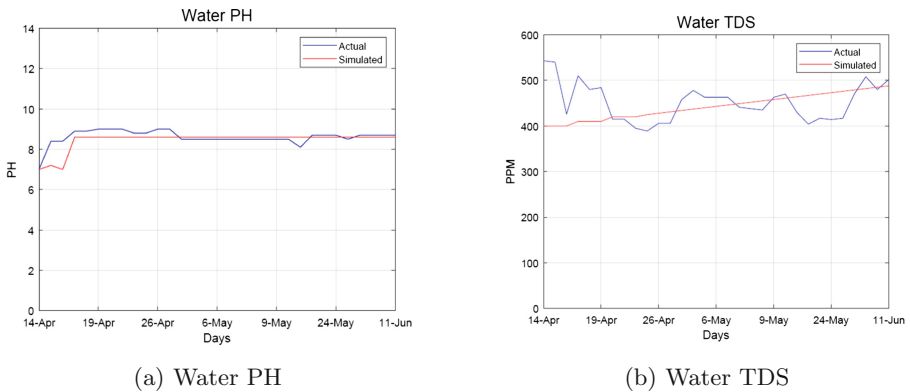 Water PH
14
12
10
8
6
4
2
0
PH
Actual
Simulated
14-Apr 19-Apr 26-Apr 6-May 9-May 24-May 11-Jun
Days
(a) Water PH
Water TDS
600
500
400
300
200
100
0
PPM
Actual
Simulated
14-Apr 19-Apr 26-Apr 6-May 9-May 24-May 11-Jun
Days
(b) Water TDS